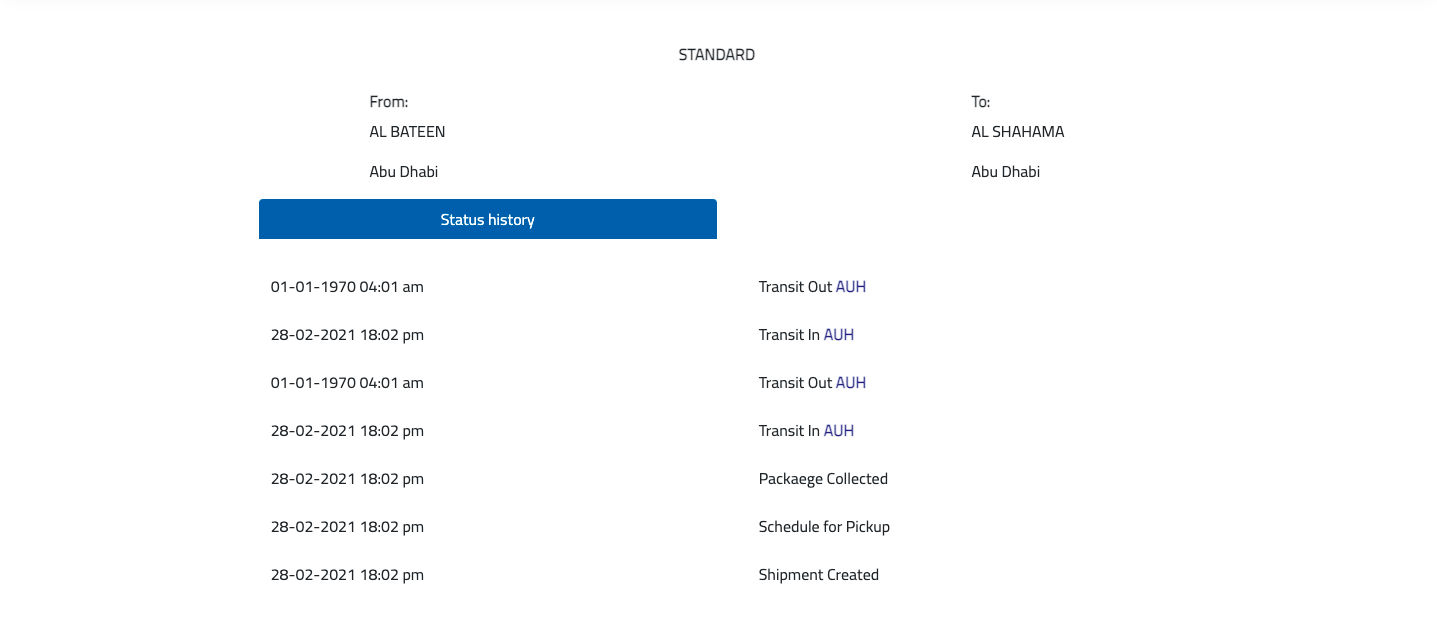 STANDARD
From:
To:
AL BATEEN
AL SHAHAMA
Abu Dhabi
Abu Dhabi
Status history
01-01-1970 04:01 am Transit Out AUH
28-02-2021 18:02 pm Transit In AUH
01-01-1970 04:01 am Transit Out AUH
28-02-2021 18:02 pm Transit In AUH
28-02-2021 18:02 pm Packaege Collected
28-02-2021 18:02 pm Schedule for Pickup
28-02-2021 18:02 pm Shipment Created